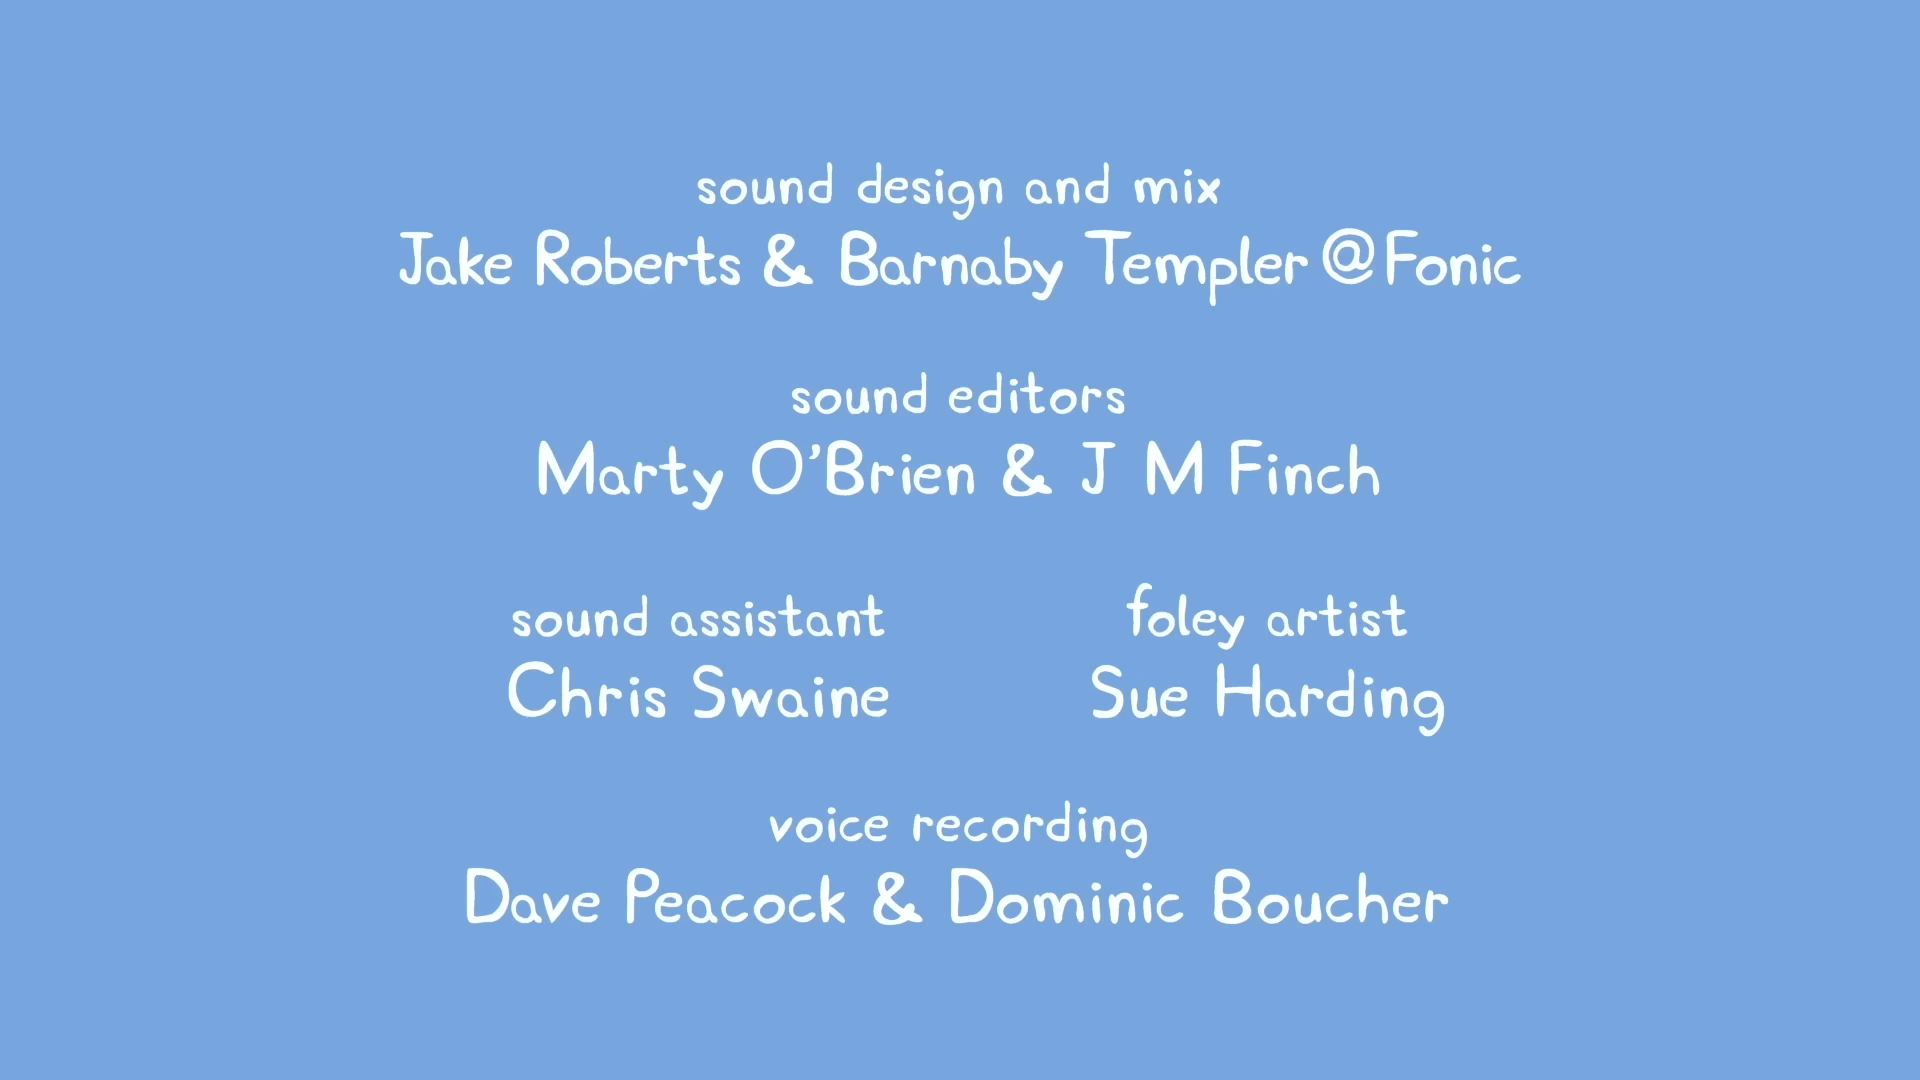 sound design and mix
Jake Roberts & Barnaby Templer @Fonic
sound editors
Marty O'Brien & J M Finch
sound assistant
Chris Swaine
foley artist
Sue Harding
voice recording
Dave Peacock & Dominic Boucher